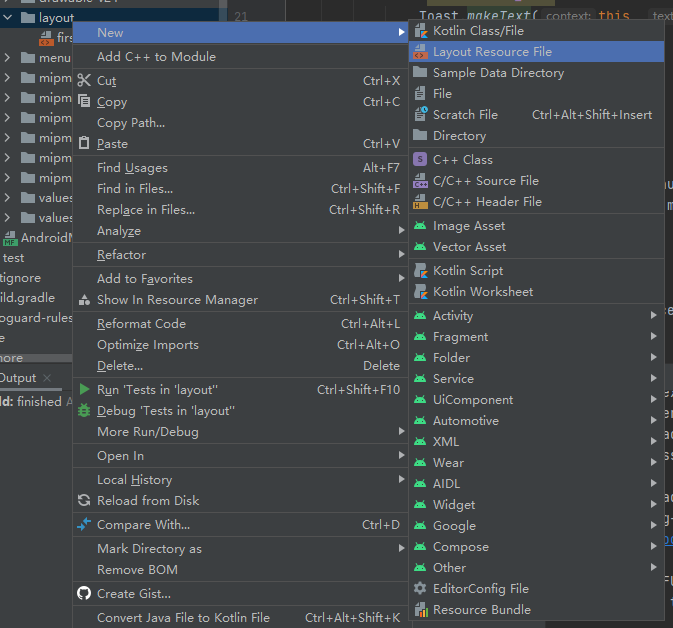 layout
21
Toast.makeText( context: this
New
Add C++ to Module
Cut Ctrl+X
Copy Ctrl+C
Copy Path...
Paste Ctrl+V
Find Usages Alt+F7
Find in Files... Ctrl+Shift+F
Replace in Files... Ctrl+Shift+R
Analyze
Refactor
Add to Favorites
Show In Resource Manager Ctrl+Shift+T
Reformat Code Ctrl+Alt+L
Optimize Imports Ctrl+Alt+O
Delete... Delete
Run 'Tests in 'layout'' Ctrl+Shift+F10
Debug 'Tests in 'layout''
More Run/Debug
Open In
Local History
Reload from Disk
Compare With... Ctrl+D
Mark Directory as
Remove BOM
Create Gist...
Convert Java File to Kotlin File Ctrl+Alt+Shift+K
Kotlin Class/File
Layout Resource File
Sample Data Directory
File
Scratch File Ctrl+Alt+Shift+Insert
Directory
C++ Class
C/C++ Source File
C/C++ Header File
Image Asset
Vector Asset
Kotlin Script
Kotlin Worksheet
Activity
Fragment
Folder
Service
UiComponent
Automotive
XML
Wear
AIDL
Widget
Google
Compose
Other
EditorConfig File
Resource Bundle
firs
menu
mipm
mipm
mipm
mipm
mipm
mipm
values
values
AndroidM
test
tignore
ild.gradle
oguard-rules
e
nore
Output
ld: finished A